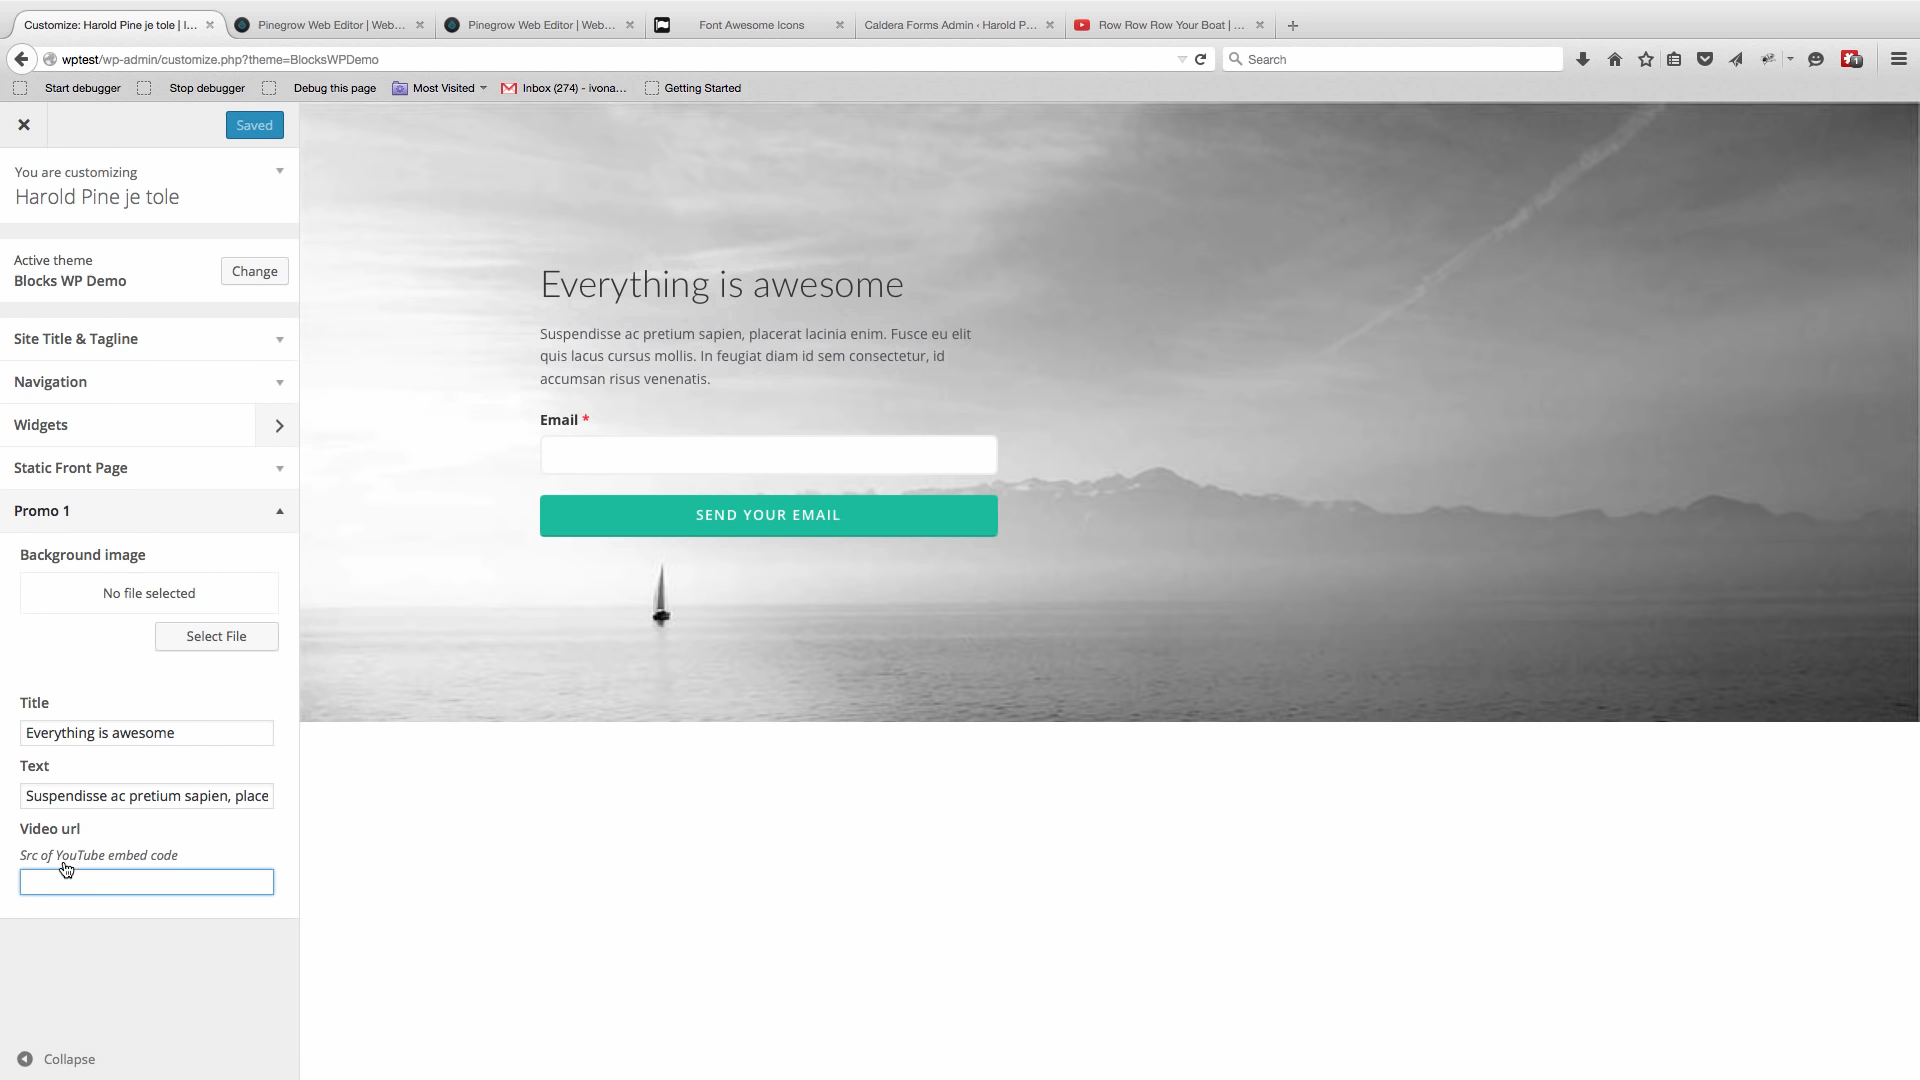 Customize: Harold Pine je tole | I...
Pinegrow Web Editor | Web...
Pinegrow Web Editor | Web...
Font Awesome Icons
Caldera Forms Admin ‹ Harold P...
Row Row Row Your Boat | ...
wptest/wp-admin/customize.php?theme=BlocksWPDemo
Search
1
Start debugger
Stop debugger
Debug this page
Most Visited
Inbox (274) - ivona...
Getting Started
Saved
You are customizing
Harold Pine je tole
Active theme
Blocks WP Demo
Change
Site Title & Tagline
Navigation
Widgets
Static Front Page
Promo 1
Background image
No file selected
Select File
Title
Everything is awesome
Text
Suspendisse ac pretium sapien, place
Video url
Src of YouTube embed code
Collapse
Everything is awesome
Suspendisse ac pretium sapien, placerat lacinia enim. Fusce eu elit
quis lacus cursus mollis. In feugiat diam id sem consectetur, id
accumsan risus venenatis.
Email *
SEND YOUR EMAIL